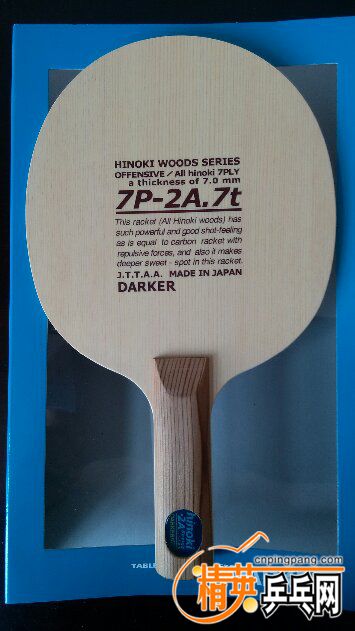 HINOKI WOODS SERIES
OFFENSIVE / All hinoki 7PLY
a thickness of 7.0 mm
7P-2A.7t
This racket (All Hinoki woods) has
such powerful and good shot-feeling
as is equal to carbon racket with
repulsive forces, and also it makes
deeper sweet - spot in this racket.
J.T.T.A.A. MADE IN JAPAN
DARKER
hinoki
-2A
TABLE
cnpingpang.com
精英乒乓网